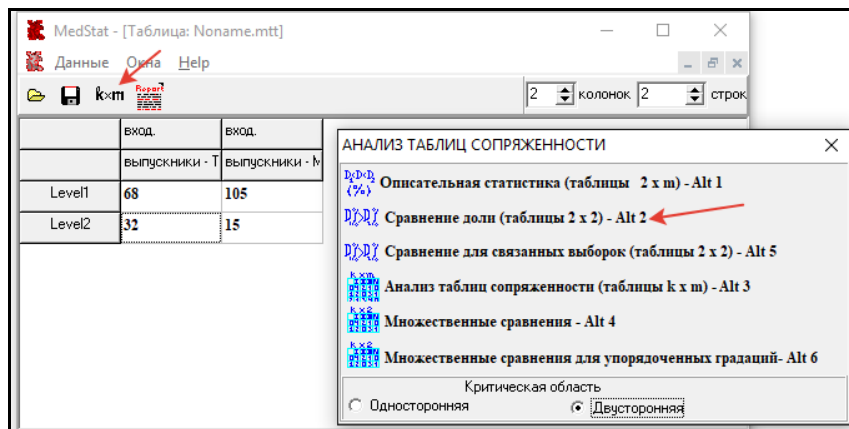 MedStat - [Таблица: Noname.mtt]
Данные Окна Help
k×m Report 2 колонок 2 строк
вход. вход.
выпускники - Т выпускники - М
Level1 68 105
Level2 32 15
АНАЛИЗ ТАБЛИЦ СОПРЯЖЕННОСТИ
Описательная статистика (таблицы 2 x m) - Alt 1
Сравнение доли (таблицы 2 x 2) - Alt 2
Сравнение для связанных выборок (таблицы 2 x 2) - Alt 5
Анализ таблиц сопряженности (таблицы k x m) - Alt 3
Множественные сравнения - Alt 4
Множественные сравнения для упорядоченных градаций- Alt 6
Критическая область
Односторонняя Двусторонняя